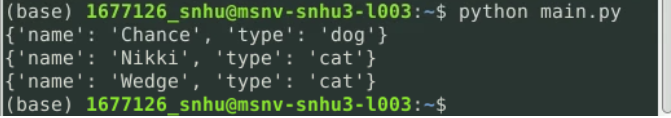 (base) 1677126_snhu@msnv-snhu3-l003:~$ python main.py
{'name': 'Chance', 'type': 'dog'}
{'name': 'Nikki', 'type': 'cat'}
{'name': 'Wedge', 'type': 'cat'}
(base) 1677126_snhu@msnv-snhu3-l003:~$